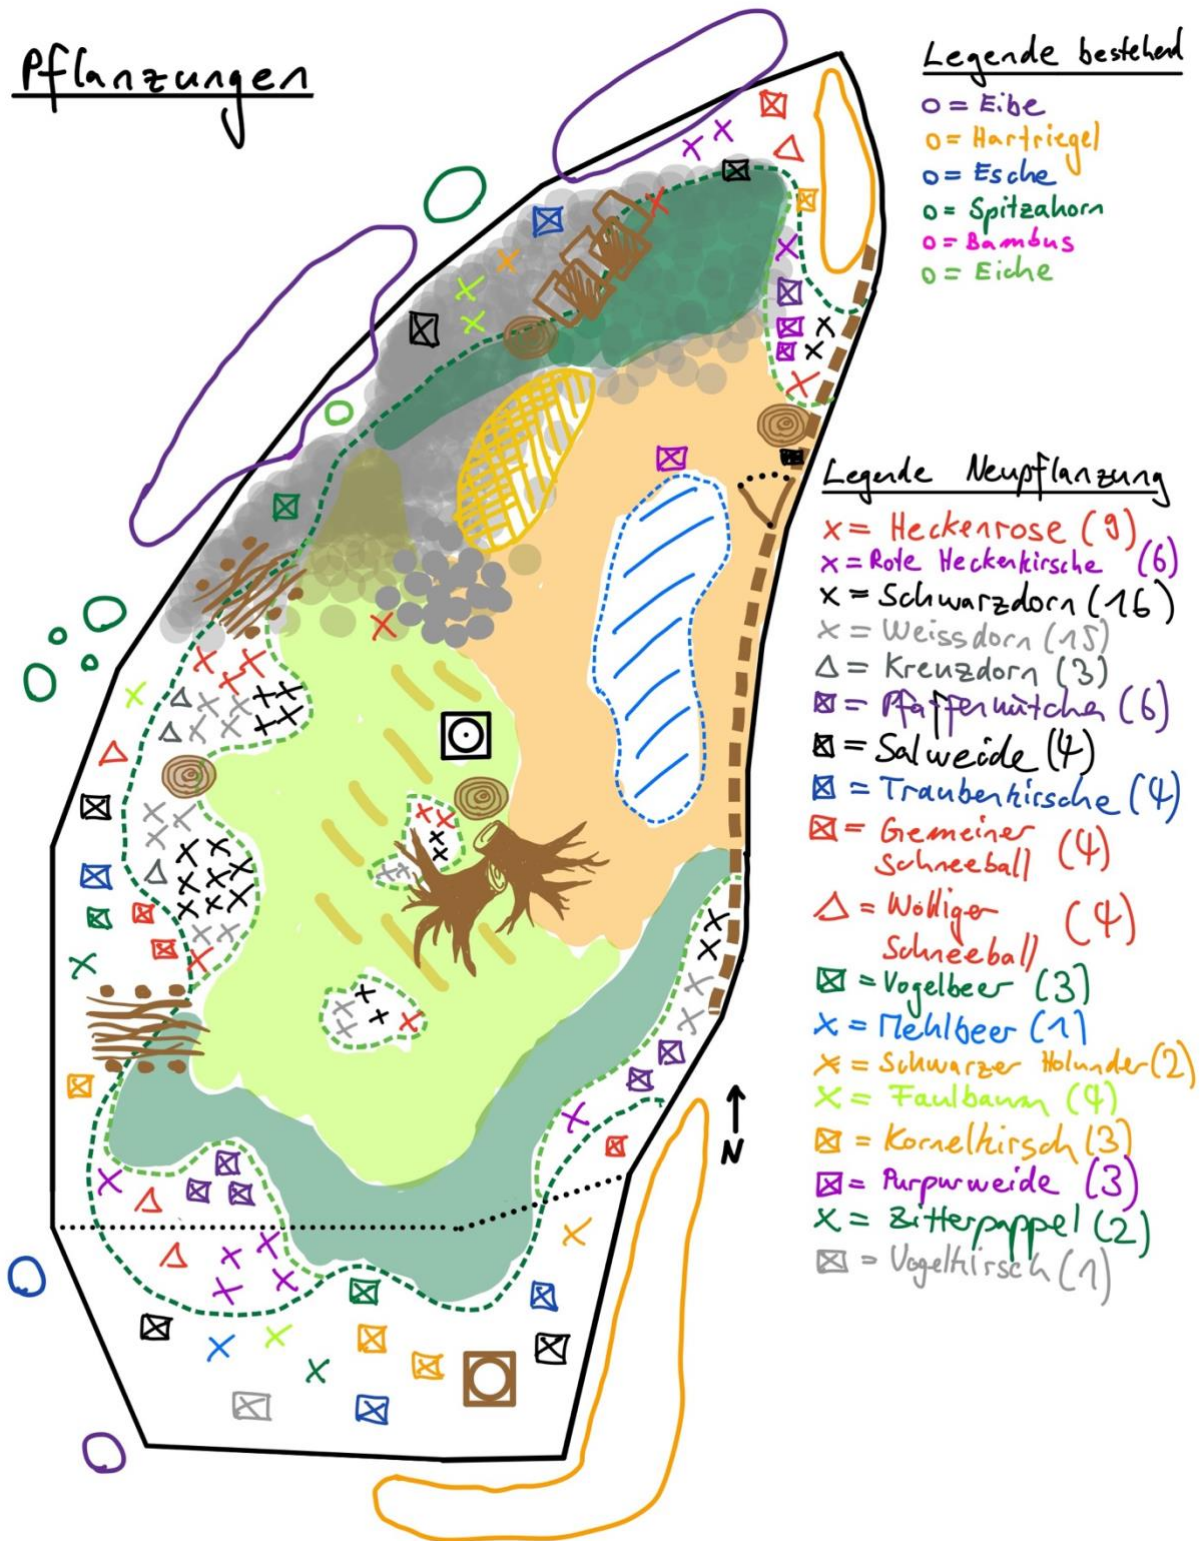 Pflanzungen
Legende bestehend
O = Eibe
O = Hartriegel
O = Esche
O = Spitzahorn
O = Bambus
O = Eiche
Legende Neupflanzung
x = Heckenrose (9)
x = Rote Heckenkirsche (6)
x = Schwarzdorn (16)
x = Weissdorn (15)
△ = Kreuzdorn (3)
☒ = Pfaffenhütchen (6)
☒ = Salweide (4)
☒ = Traubenkirsche (4)
☒ = Gemeiner
Schneeball (4)
△ = Wolliger
Schneeball (4)
☒ = Vogelbeer (3)
x = Mehlbeer (1)
x = Schwarzer Holunder (2)
x = Faulbaum (4)
☒ = Kornelkirsch (3)
☒ = Purpurweide (3)
x = Zitterpappel (2)
☒ = Vogelkirsch (1)
N